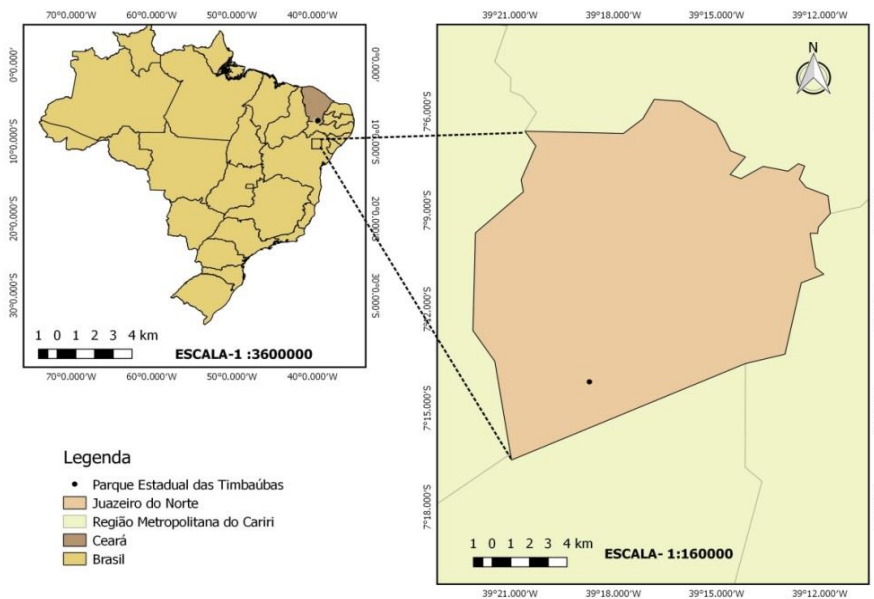 70°0.000'W 60°0.000'W 50°0.000'W 40°0.000'W
0°0.000'
10°0.000'S
20°0.000'S
30°0.000'S
0°0.000'
10°0.000'S
20°0.000'S
30°0.000'S
1 0 1 2 3 4 km
ESCALA-1 :3600000
70°0.000'W 60°0.000'W 50°0.000'W 40°0.000'W
Legenda
Parque Estadual das Timbaúbas
Juazeiro do Norte
Região Metropolitana do Cariri
Ceará
Brasil
39°21.000'W 39°18.000'W 39°15.000'W 39°12.000'W
N
7°6.000'S
7°9.000'S
7°12.000'S
7°15.000'S
7°18.000'S
1 0 1 2 3 4 km
ESCALA- 1:160000
39°21.000'W 39°18.000'W 39°15.000'W 39°12.000'W